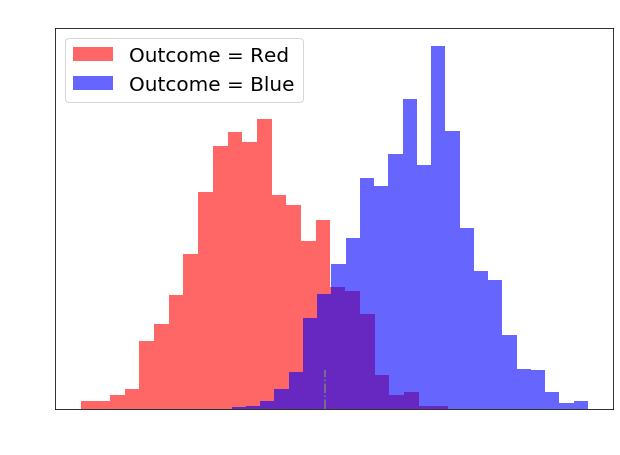 Outcome = Red
Outcome = Blue